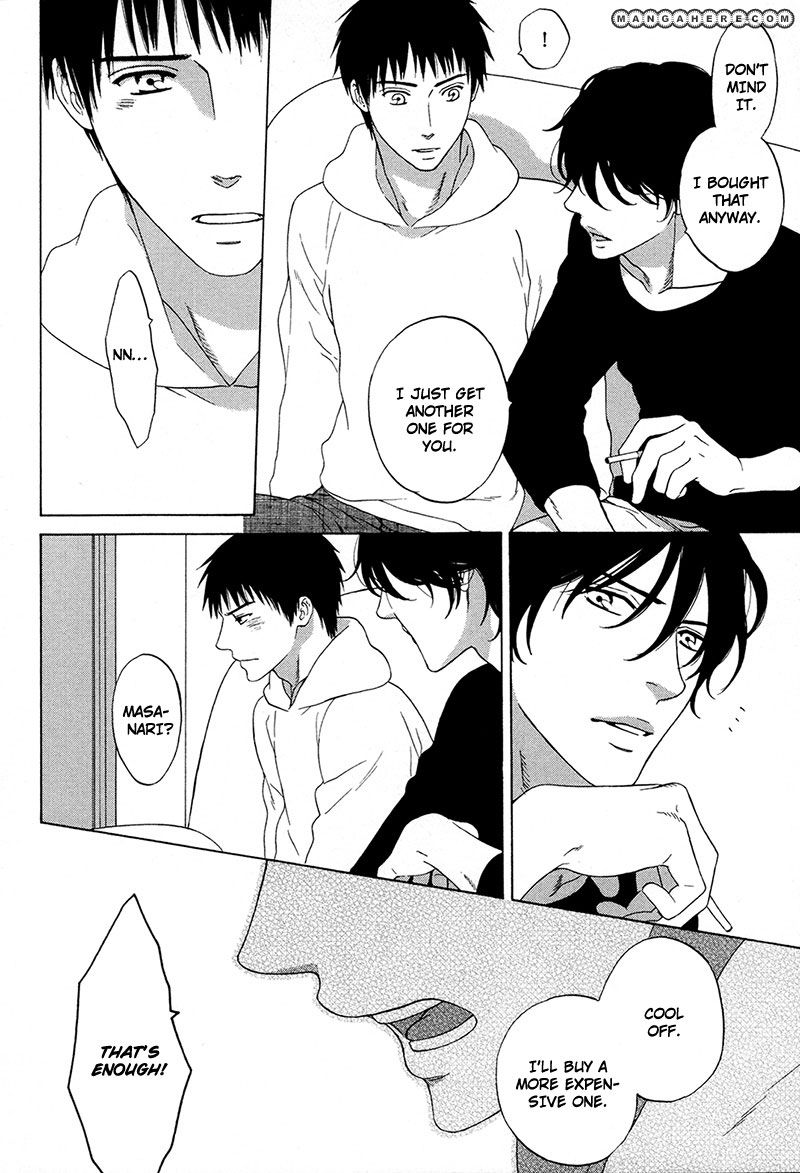 MANGAHERE.COM
DON'T
MIND
IT.
I BOUGHT
THAT
ANYWAY.
!
I JUST GET
ANOTHER
ONE FOR
YOU.
NN...
MASA-
NARI?
COOL
OFF.
I'LL BUY A
MORE EXPEN-
SIVE ONE.
THAT'S
ENOUGH!